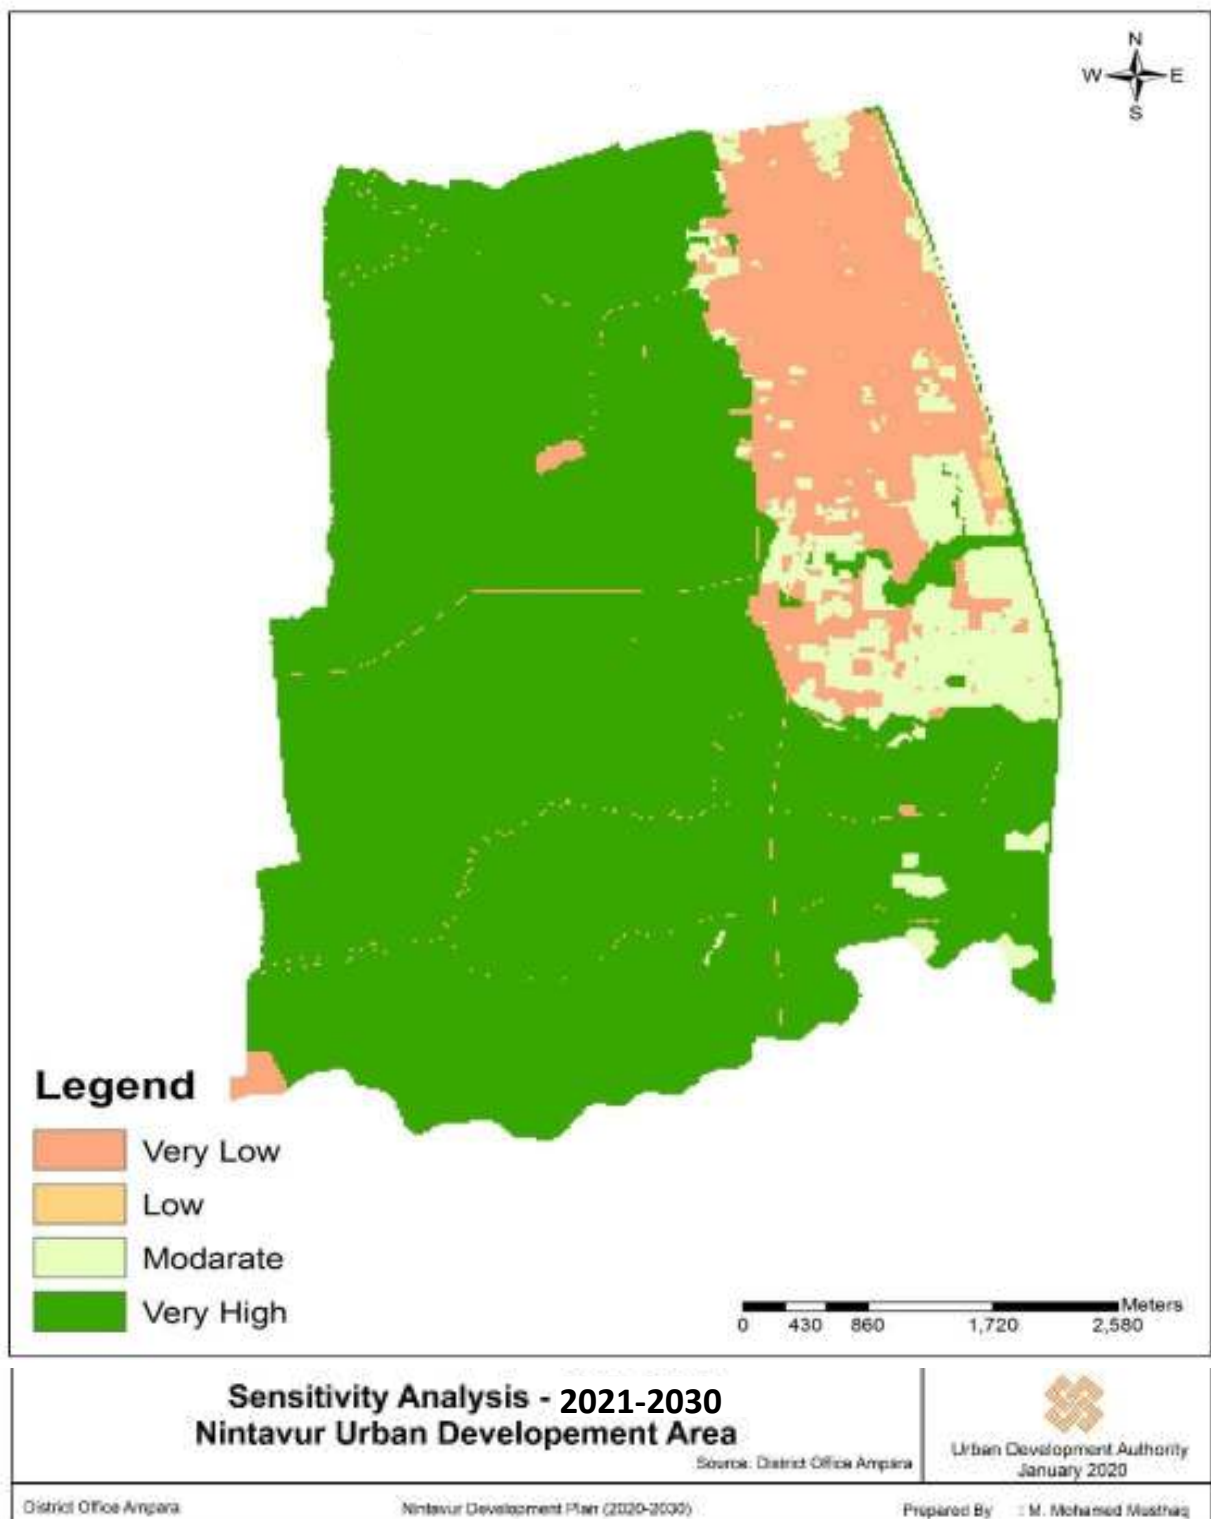 N
W E
S
Legend
Very Low
Low
Modarate
Very High
Meters
0 430 860 1,720 2,580
Sensitivity Analysis - 2021-2030
Nintavur Urban Developement Area
Source: District Office Ampara
Urban Development Authority
January 2020
District Office Ampara
Nintavur Development Plan (2020-2030)
Prepared By : M. Mohamed Musthaq